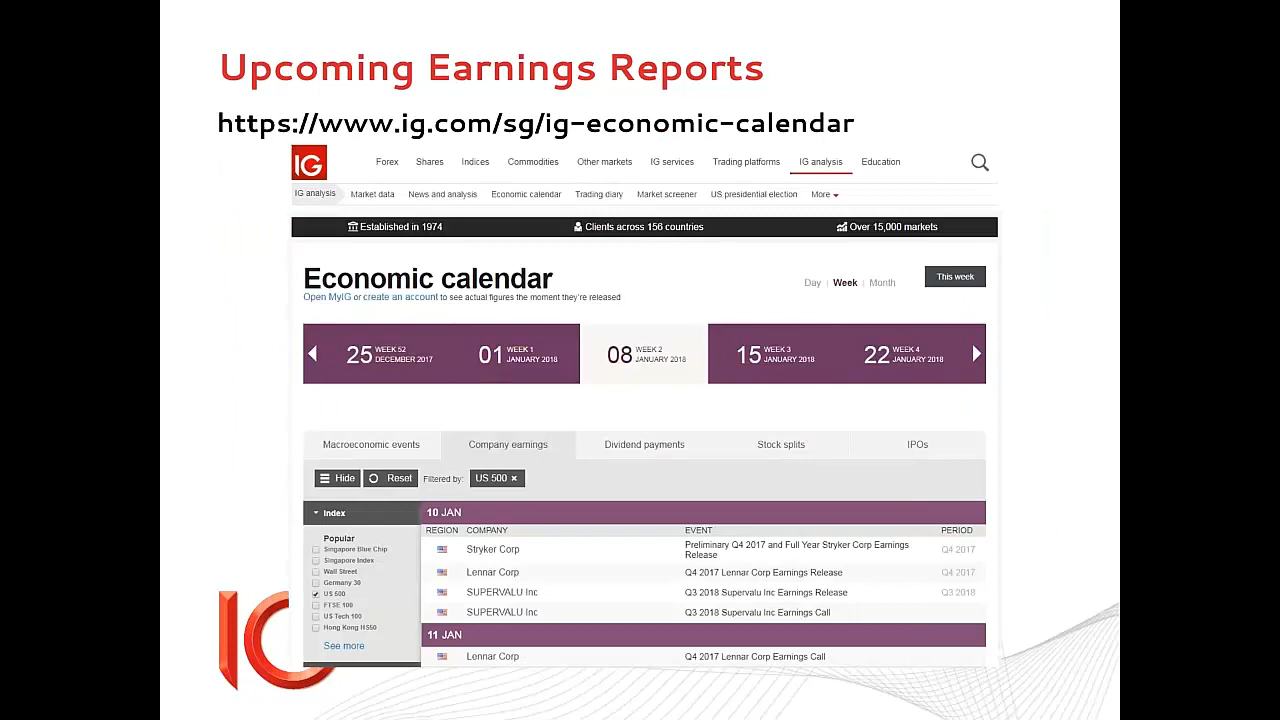 Upcoming Earnings Reports
https://www.ig.com/sg/ig-economic-calendar
IG
Forex Shares Indices Commodities Other markets IG services Trading platforms IG analysis Education
IG analysis Market data News and analysis Economic calendar Trading diary Market screener US presidential election More
Established in 1974 Clients across 156 countries Over 15,000 markets
Economic calendar
Day Week Month This week
Open MyIG or create an account to see actual figures the moment they're released
25 WEEK 52 DECEMBER 2017
01 WEEK 1 JANUARY 2018
08 WEEK 2 JANUARY 2018
15 WEEK 3 JANUARY 2018
22 WEEK 4 JANUARY 2018
Macroeconomic events Company earnings Dividend payments Stock splits IPOs
Hide Reset Filtered by: US 500 ×
Index
Popular
Singapore Blue Chip
Singapore Index
Wall Street
Germany 30
US 500
FTSE 100
US Tech 100
Hong Kong HS50
See more
10 JAN
REGION COMPANY EVENT PERIOD
Stryker Corp Preliminary Q4 2017 and Full Year Stryker Corp Earnings Release Q4 2017
Lennar Corp Q4 2017 Lennar Corp Earnings Release Q4 2017
SUPERVALU Inc Q3 2018 Supervalu Inc Earnings Release Q3 2018
SUPERVALU Inc Q3 2018 Supervalu Inc Earnings Call
11 JAN
Lennar Corp Q4 2017 Lennar Corp Earnings Call
IG